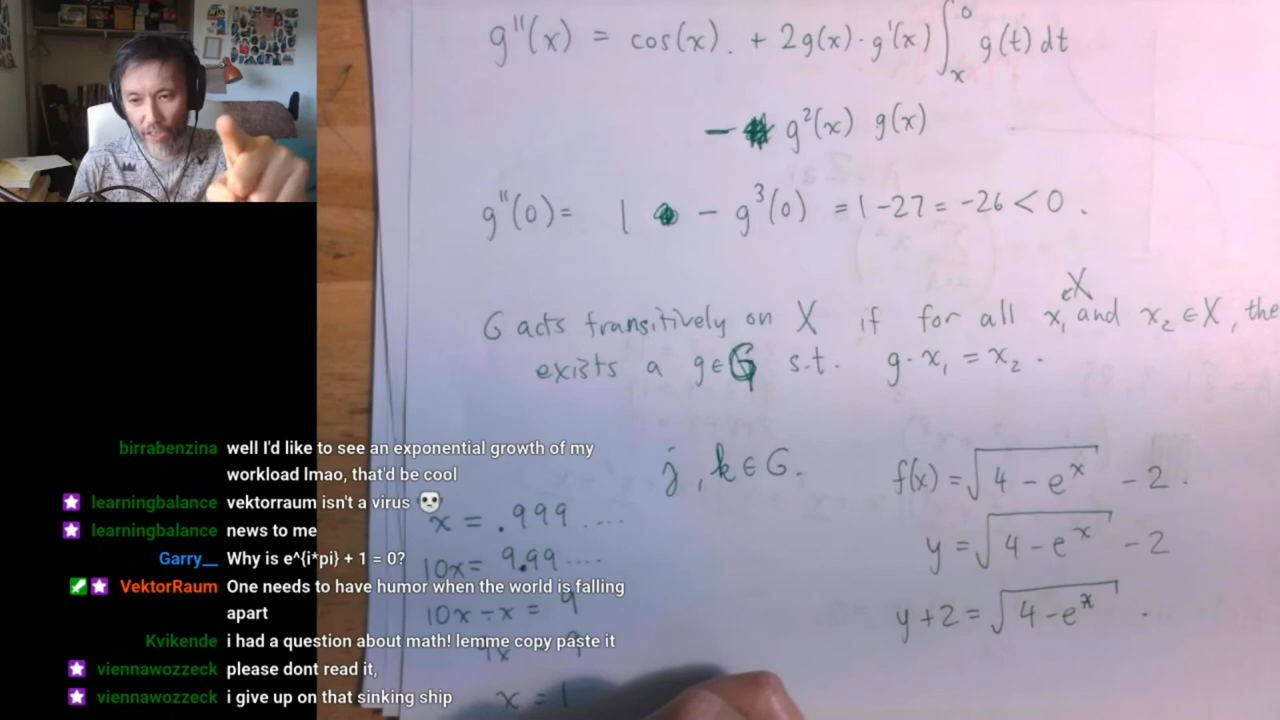 g''(x) = cos(x). + 2g(x)·g'(x) ∫_x^0 g(t) dt
- g²(x) g(x)
g''(0) = 1 - g³(0) = 1-27 = -26 < 0.
G acts transitively on X if for all x₁ ∈X and x₂ ∈ X, the
exists a g∈G s.t. g·x₁ = x₂.
j, k ∈ G.
x = .999....
10x = 9.99....
10x - x = 9
9x 9
x = 1
f(x) = √(4 - eˣ) - 2.
y = √(4 - eˣ) - 2
y+2 = √(4-eˣ).
birrabenzina well I'd like to see an exponential growth of my
workload lmao, that'd be cool
learningbalance vektorraum isn't a virus
learningbalance news to me
Garry__ Why is e^{i*pi} + 1 = 0?
VektorRaum One needs to have humor when the world is falling
apart
Kvikende i had a question about math! lemme copy paste it
viennawozzeck please dont read it,
viennawozzeck i give up on that sinking ship